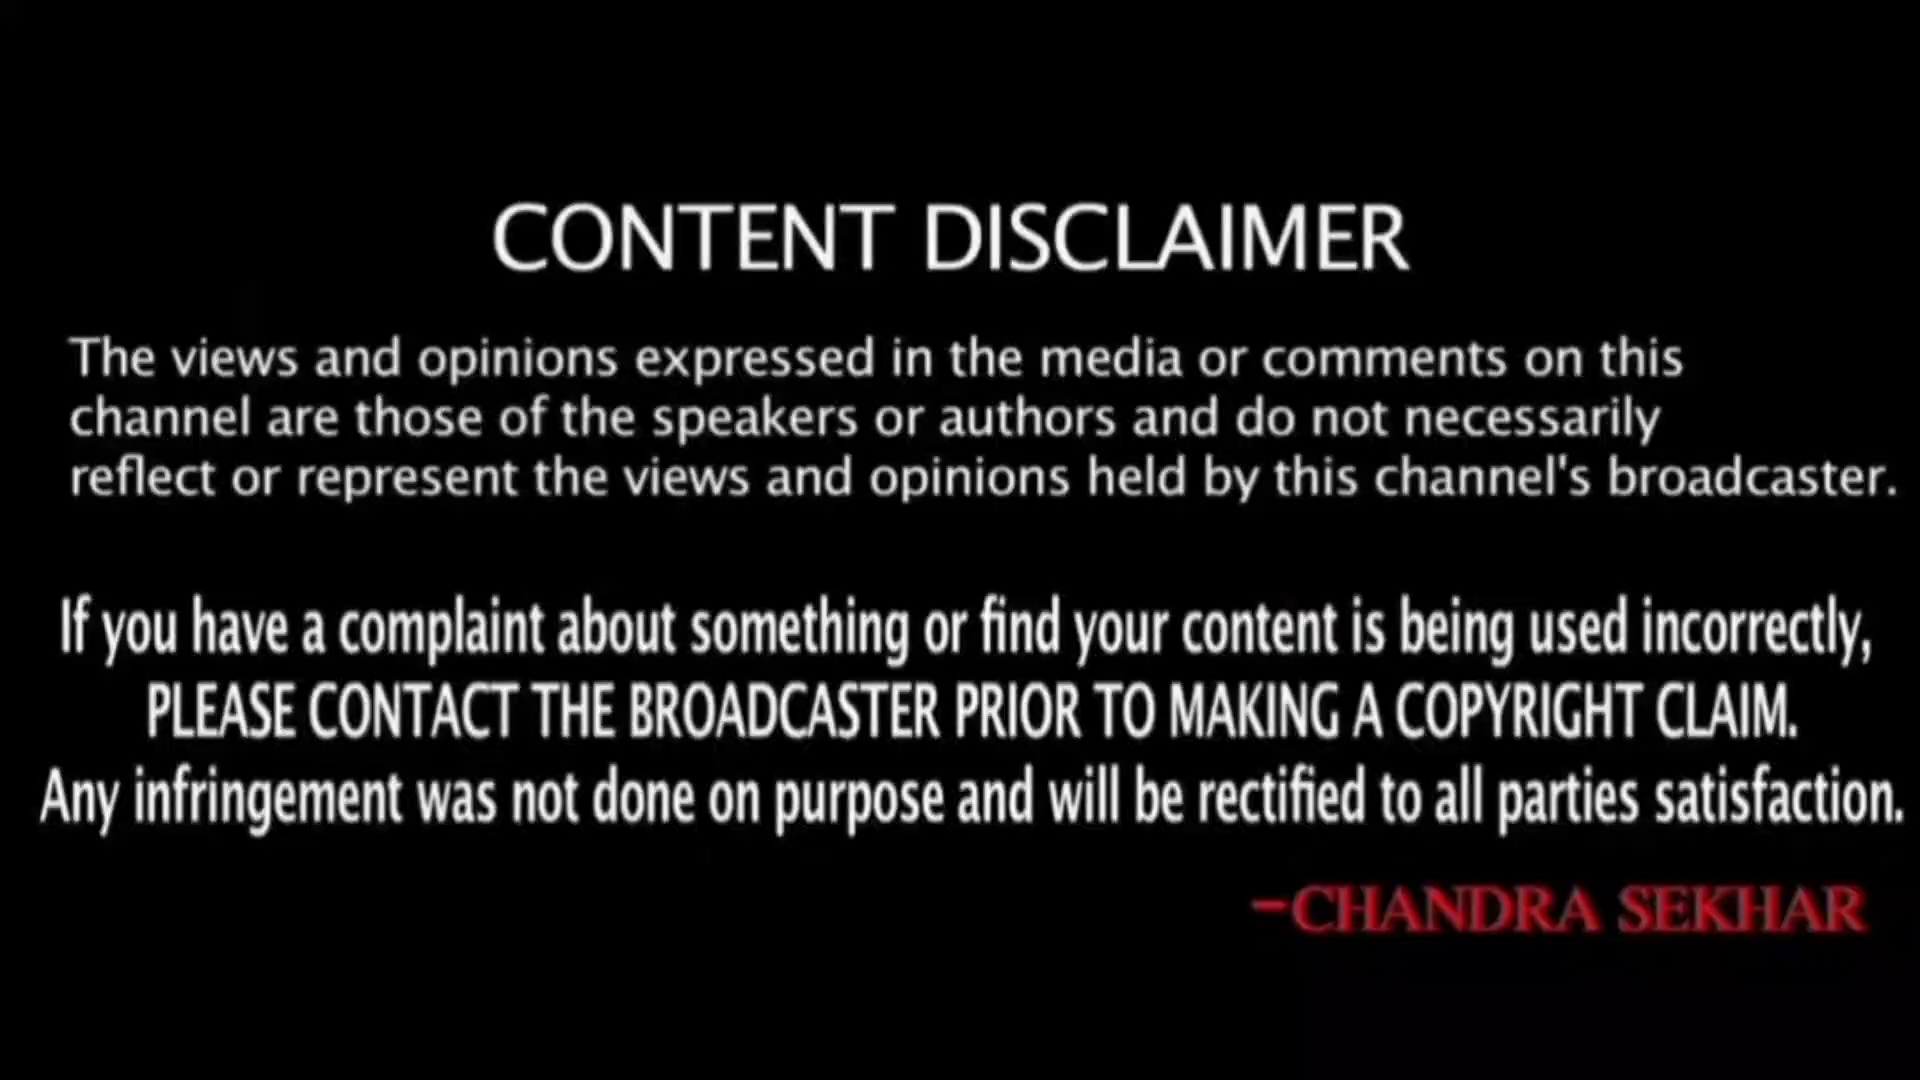 CONTENT DISCLAIMER
The views and opinions expressed in the media or comments on this
channel are those of the speakers or authors and do not necessarily
reflect or represent the views and opinions held by this channel's broadcaster.
If you have a complaint about something or find your content is being used incorrectly,
PLEASE CONTACT THE BROADCASTER PRIOR TO MAKING A COPYRIGHT CLAIM.
Any infringement was not done on purpose and will be rectified to all parties satisfaction.
-CHANDRA SEKHAR